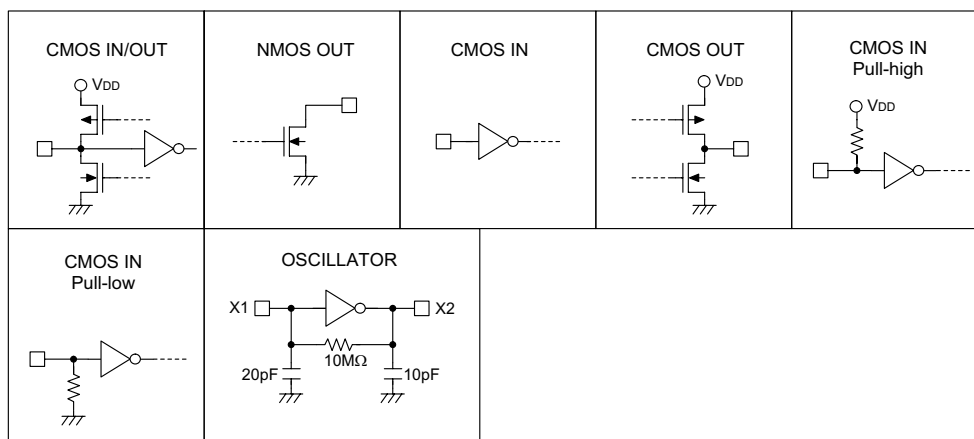 CMOS IN/OUT
VDD
NMOS OUT
CMOS IN
CMOS OUT
VDD
CMOS IN
Pull-high
VDD
CMOS IN
Pull-low
OSCILLATOR
X1
X2
10MΩ
20pF
10pF